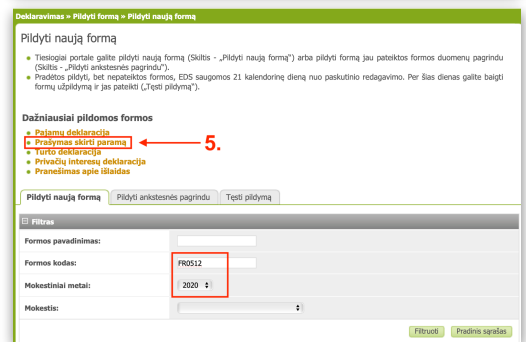 Deklaravimas » Pildyti formą » Pildyti naują formą
Pildyti naują formą
Tiesiogiai portale galite pildyti naują formą (Skiltis - „Pildyti naują formą“) arba pildyti formą jau pateiktos formos duomenų pagrindu
(Skiltis - „Pildyti ankstesnės pagrindu“).
Pradėtos pildyti, bet nepateiktos formos, EDS saugomos 21 kalendorinę dieną nuo paskutinio redagavimo. Per šias dienas galite baigti
formų užpildymą ir jas pateikti („Tęsti pildymą“).
Dažniausiai pildomos formos
Pajamų deklaracija
Prašymas skirti paramą 5.
Turto deklaracija
Privačių interesų deklaracija
Pranešimas apie išlaidas
Pildyti naują formą Pildyti ankstesnės pagrindu Tęsti pildymą
Filtras
Formos pavadinimas:
Formos kodas: FR0512
Mokestiniai metai: 2020
Mokestis:
Filtruoti Pradinis sąrašas